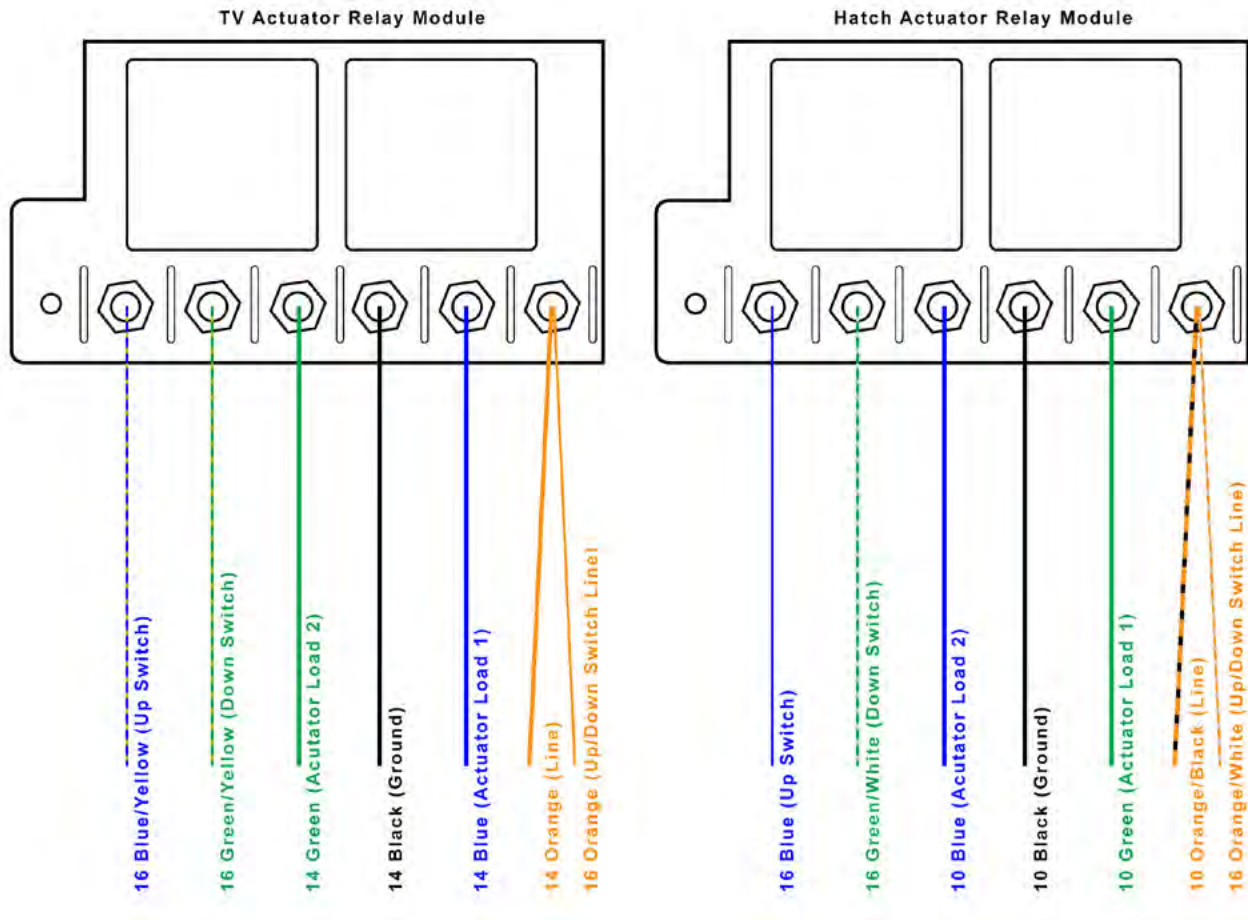 TV Actuator Relay Module
16 Blue/Yellow (Up Switch)
16 Green/Yellow (Down Switch)
14 Green (Acutator Load 2)
14 Black (Ground)
14 Blue (Actuator Load 1)
14 Orange (Line)
16 Orange (Up/Down Switch Line)
Hatch Actuator Relay Module
16 Blue (Up Switch)
16 Green/White (Down Switch)
10 Blue (Acutator Load 2)
10 Black (Ground)
10 Green (Actuator Load 1)
10 Orange/Black (Line)
16 Orange/White (Up/Down Switch Line)